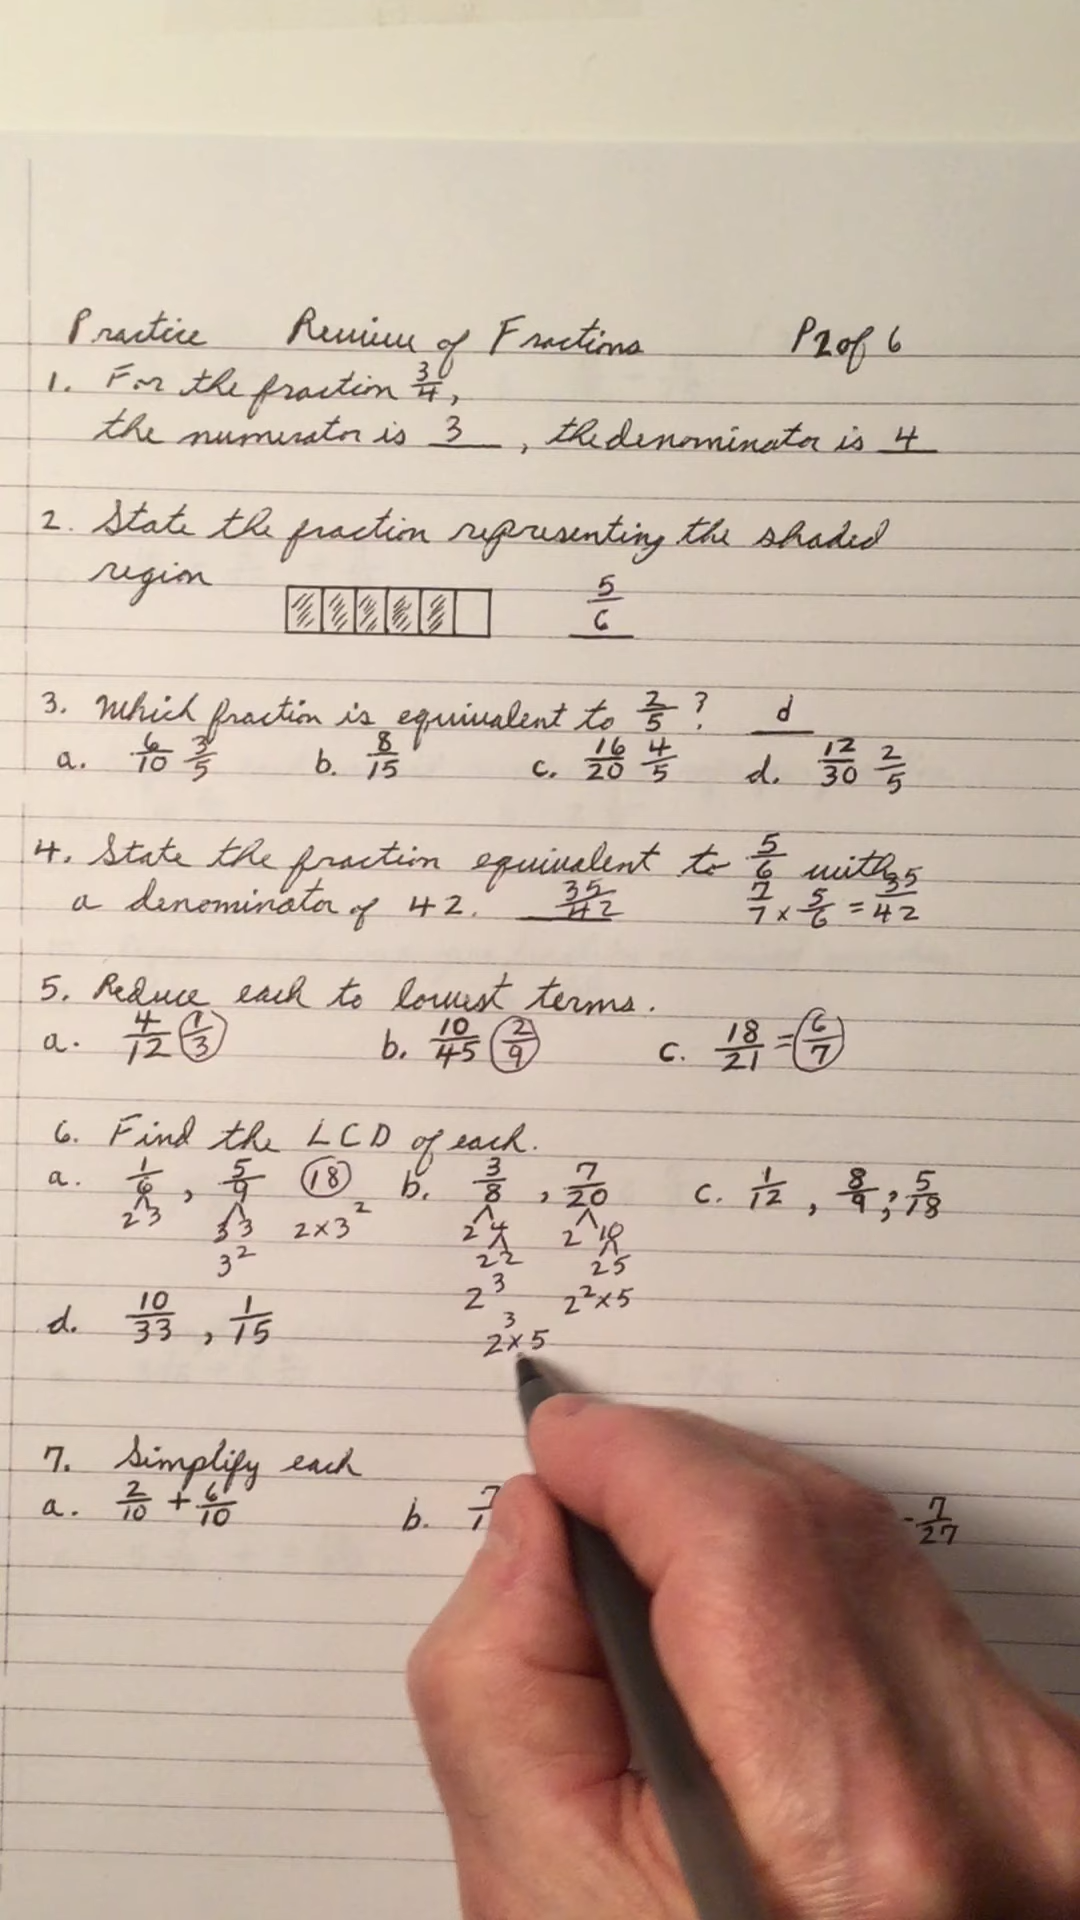 Practice Review of Fractions P2 of 6
1. For the fraction 3/4,
the numerator is 3, the denominator is 4
2. State the fraction representing the shaded
region 5/6
3. Which fraction is equivalent to 2/5? d
a. 6/10 3/5 b. 8/15 c. 16/20 4/5 d. 12/30 2/5
4. State the fraction equivalent to 5/6 with
a denominator of 42. 35/42 7/7 x 5/6 = 35/42
5. Reduce each to lowest terms.
a. 4/12 1/3 b. 10/45 2/9 c. 18/21 = 6/7
6. Find the LCD of each.
a. 1/6, 5/9 18 b. 3/8, 7/20 c. 1/12, 8/9, 5/18
2 3 3 3 2x3² 2 4 2 10
3² 2 2 2 5
2³ 2²x5
d. 10/33, 1/15 2³x5
7. Simplify each
a. 2/10 + 6/10 b. - 7/27